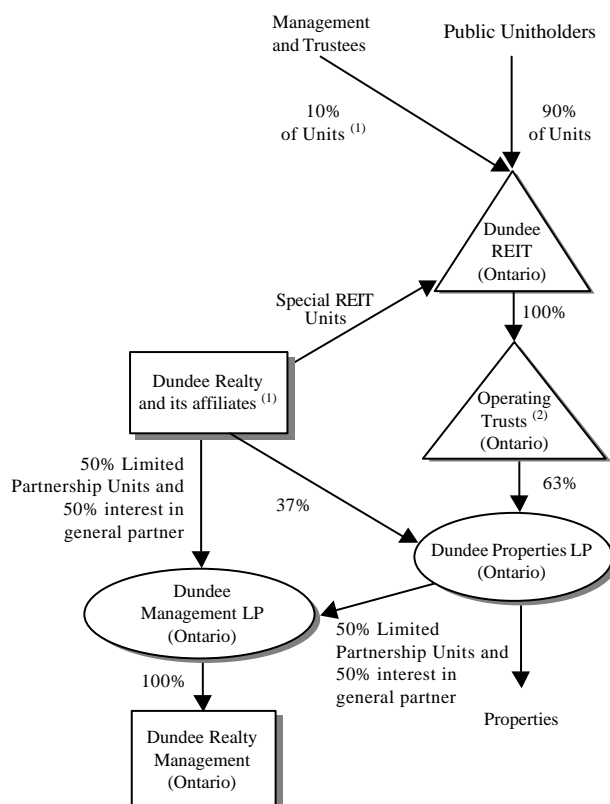 Management
and Trustees
Public Unitholders
10%
of Units (1)
90%
of Units
Dundee
REIT
(Ontario)
Special REIT
Units
100%
Dundee Realty
and its affiliates (1)
Operating
Trusts (2)
(Ontario)
50% Limited
Partnership Units and
50% interest in
general partner
37%
63%
Dundee Properties LP
(Ontario)
Dundee
Management LP
(Ontario)
50% Limited
Partnership Units and
50% interest in
general partner
100%
Properties
Dundee Realty
Management
(Ontario)